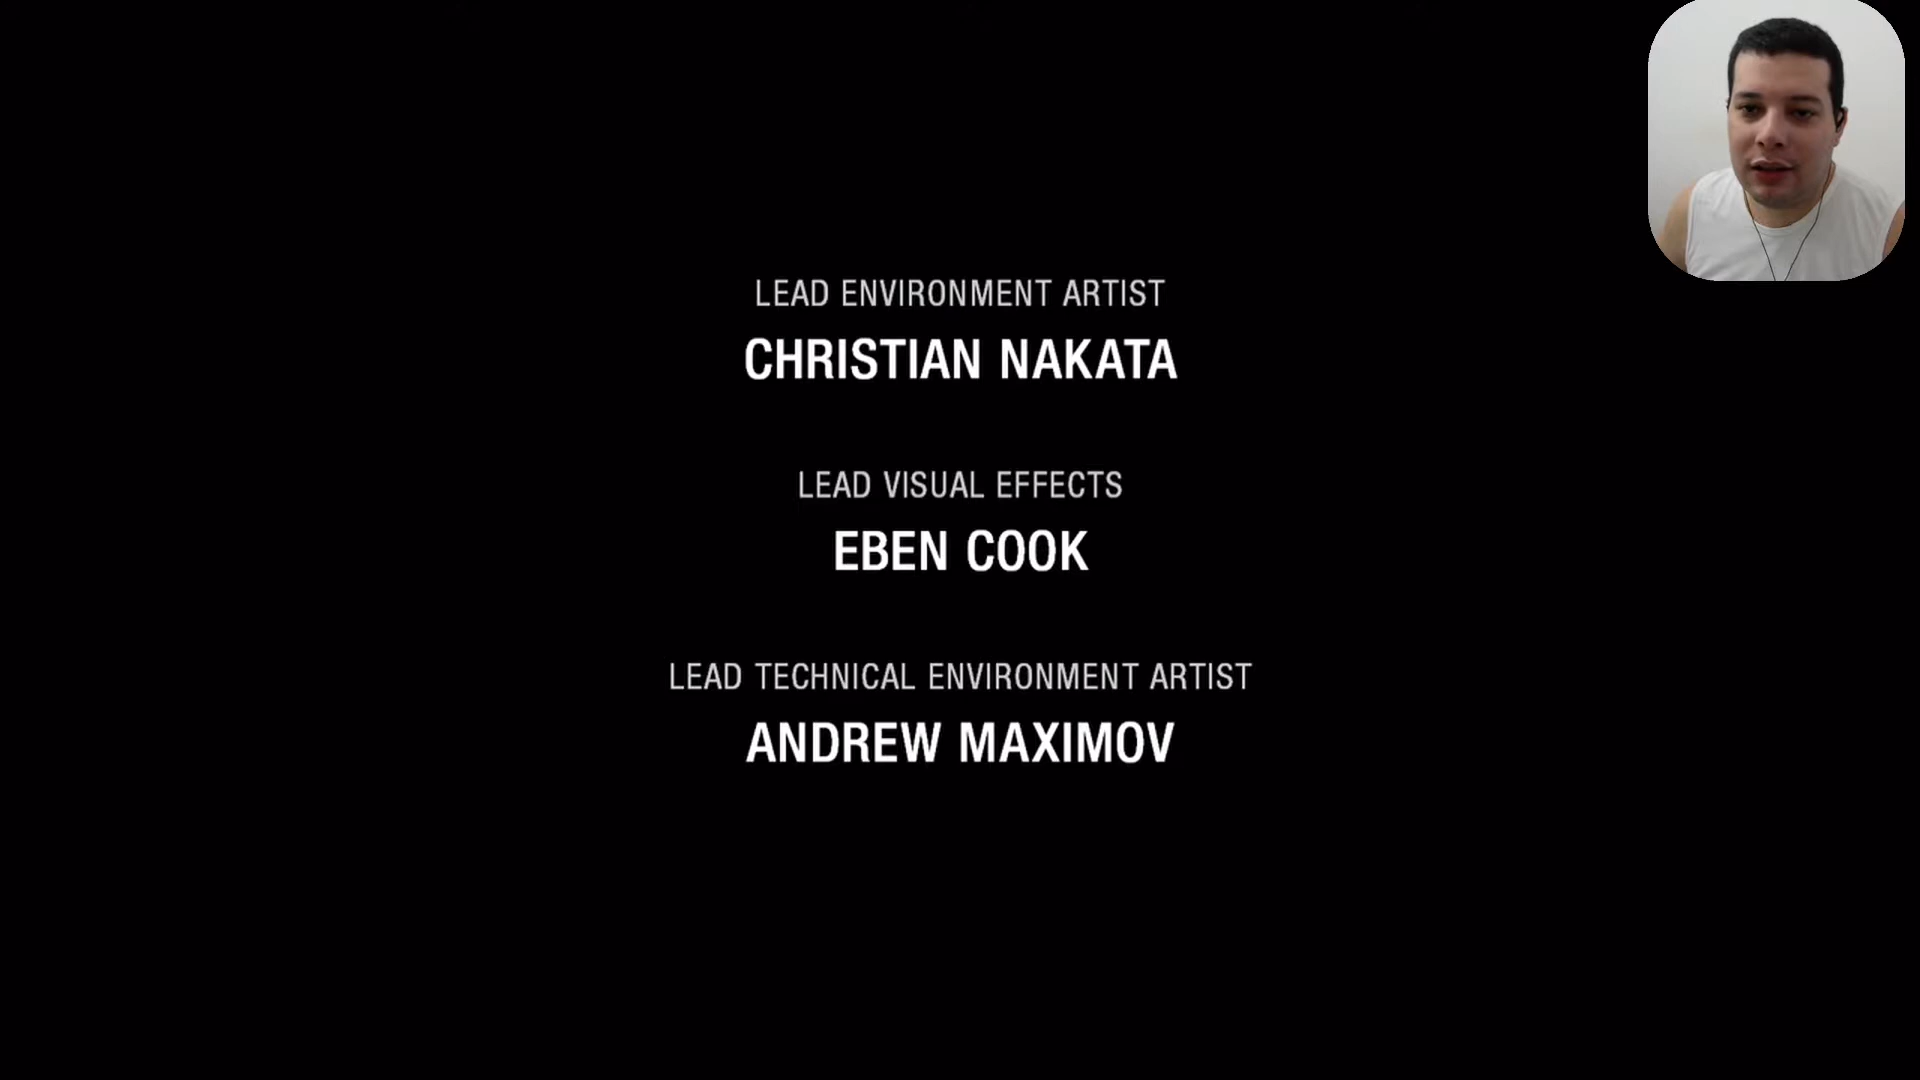 LEAD ENVIRONMENT ARTIST
CHRISTIAN NAKATA
LEAD VISUAL EFFECTS
EBEN COOK
LEAD TECHNICAL ENVIRONMENT ARTIST
ANDREW MAXIMOV